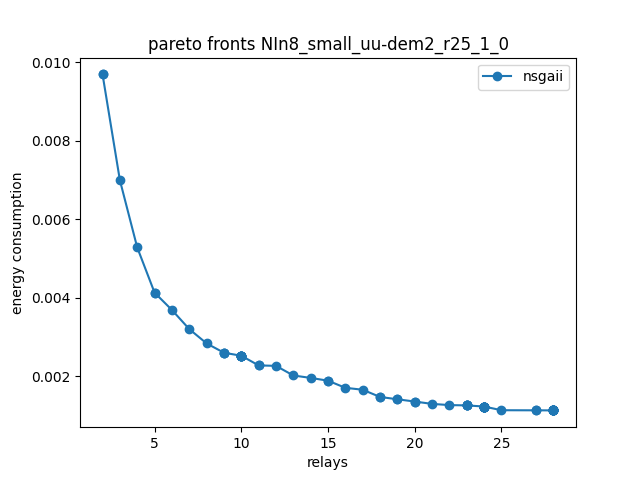 pareto fronts NIn8_small_uu-dem2_r25_1_0
nsgaii
0.010
0.008
0.006
0.004
0.002
energy consumption
5 10 15 20 25
relays